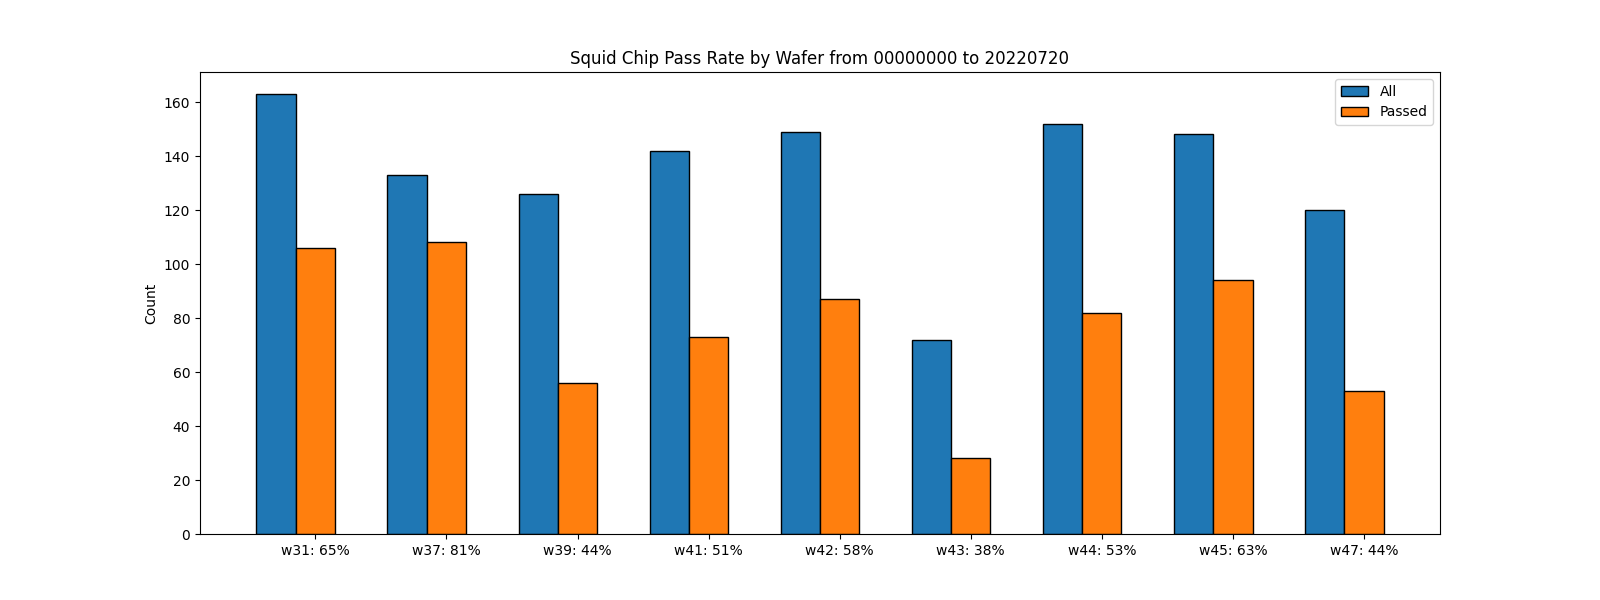 Squid Chip Pass Rate by Wafer from 00000000 to 20220720
All
Passed
160
140
120
100
80
60
40
20
0
Count
w31: 65% w37: 81% w39: 44% w41: 51% w42: 58% w43: 38% w44: 53% w45: 63% w47: 44%